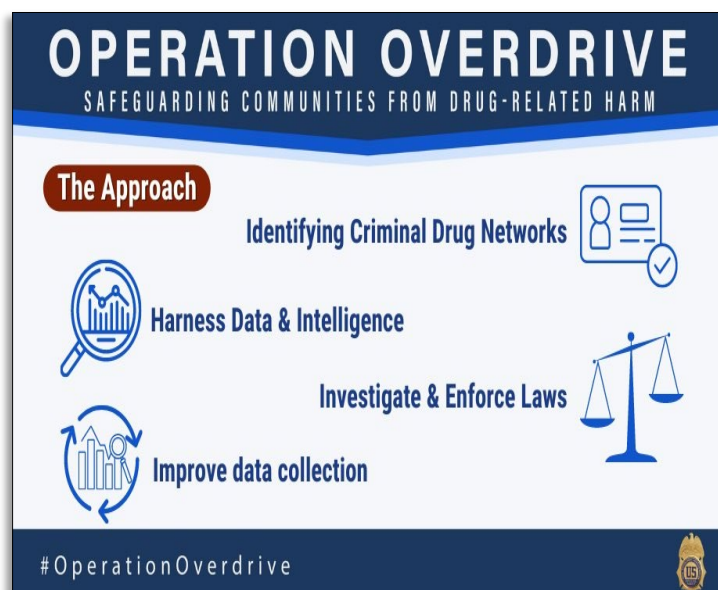 OPERATION OVERDRIVE
SAFEGUARDING COMMUNITIES FROM DRUG-RELATED HARM
The Approach
Identifying Criminal Drug Networks
Harness Data & Intelligence
Investigate & Enforce Laws
Improve data collection
#OperationOverdrive
US